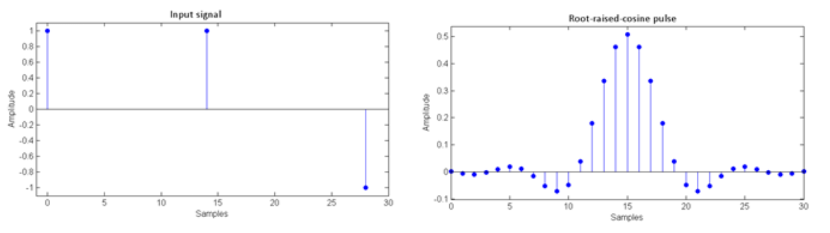 Input signal
1
0.8
0.6
0.4
0.2
0
-0.2
-0.4
-0.6
-0.8
-1
Amplitude
0 5 10 15 20 25 30
Samples
Root-raised-cosine pulse
0.5
0.4
0.3
0.2
0.1
0
-0.1
Amplitude
0 5 10 15 20 25 30
Samples